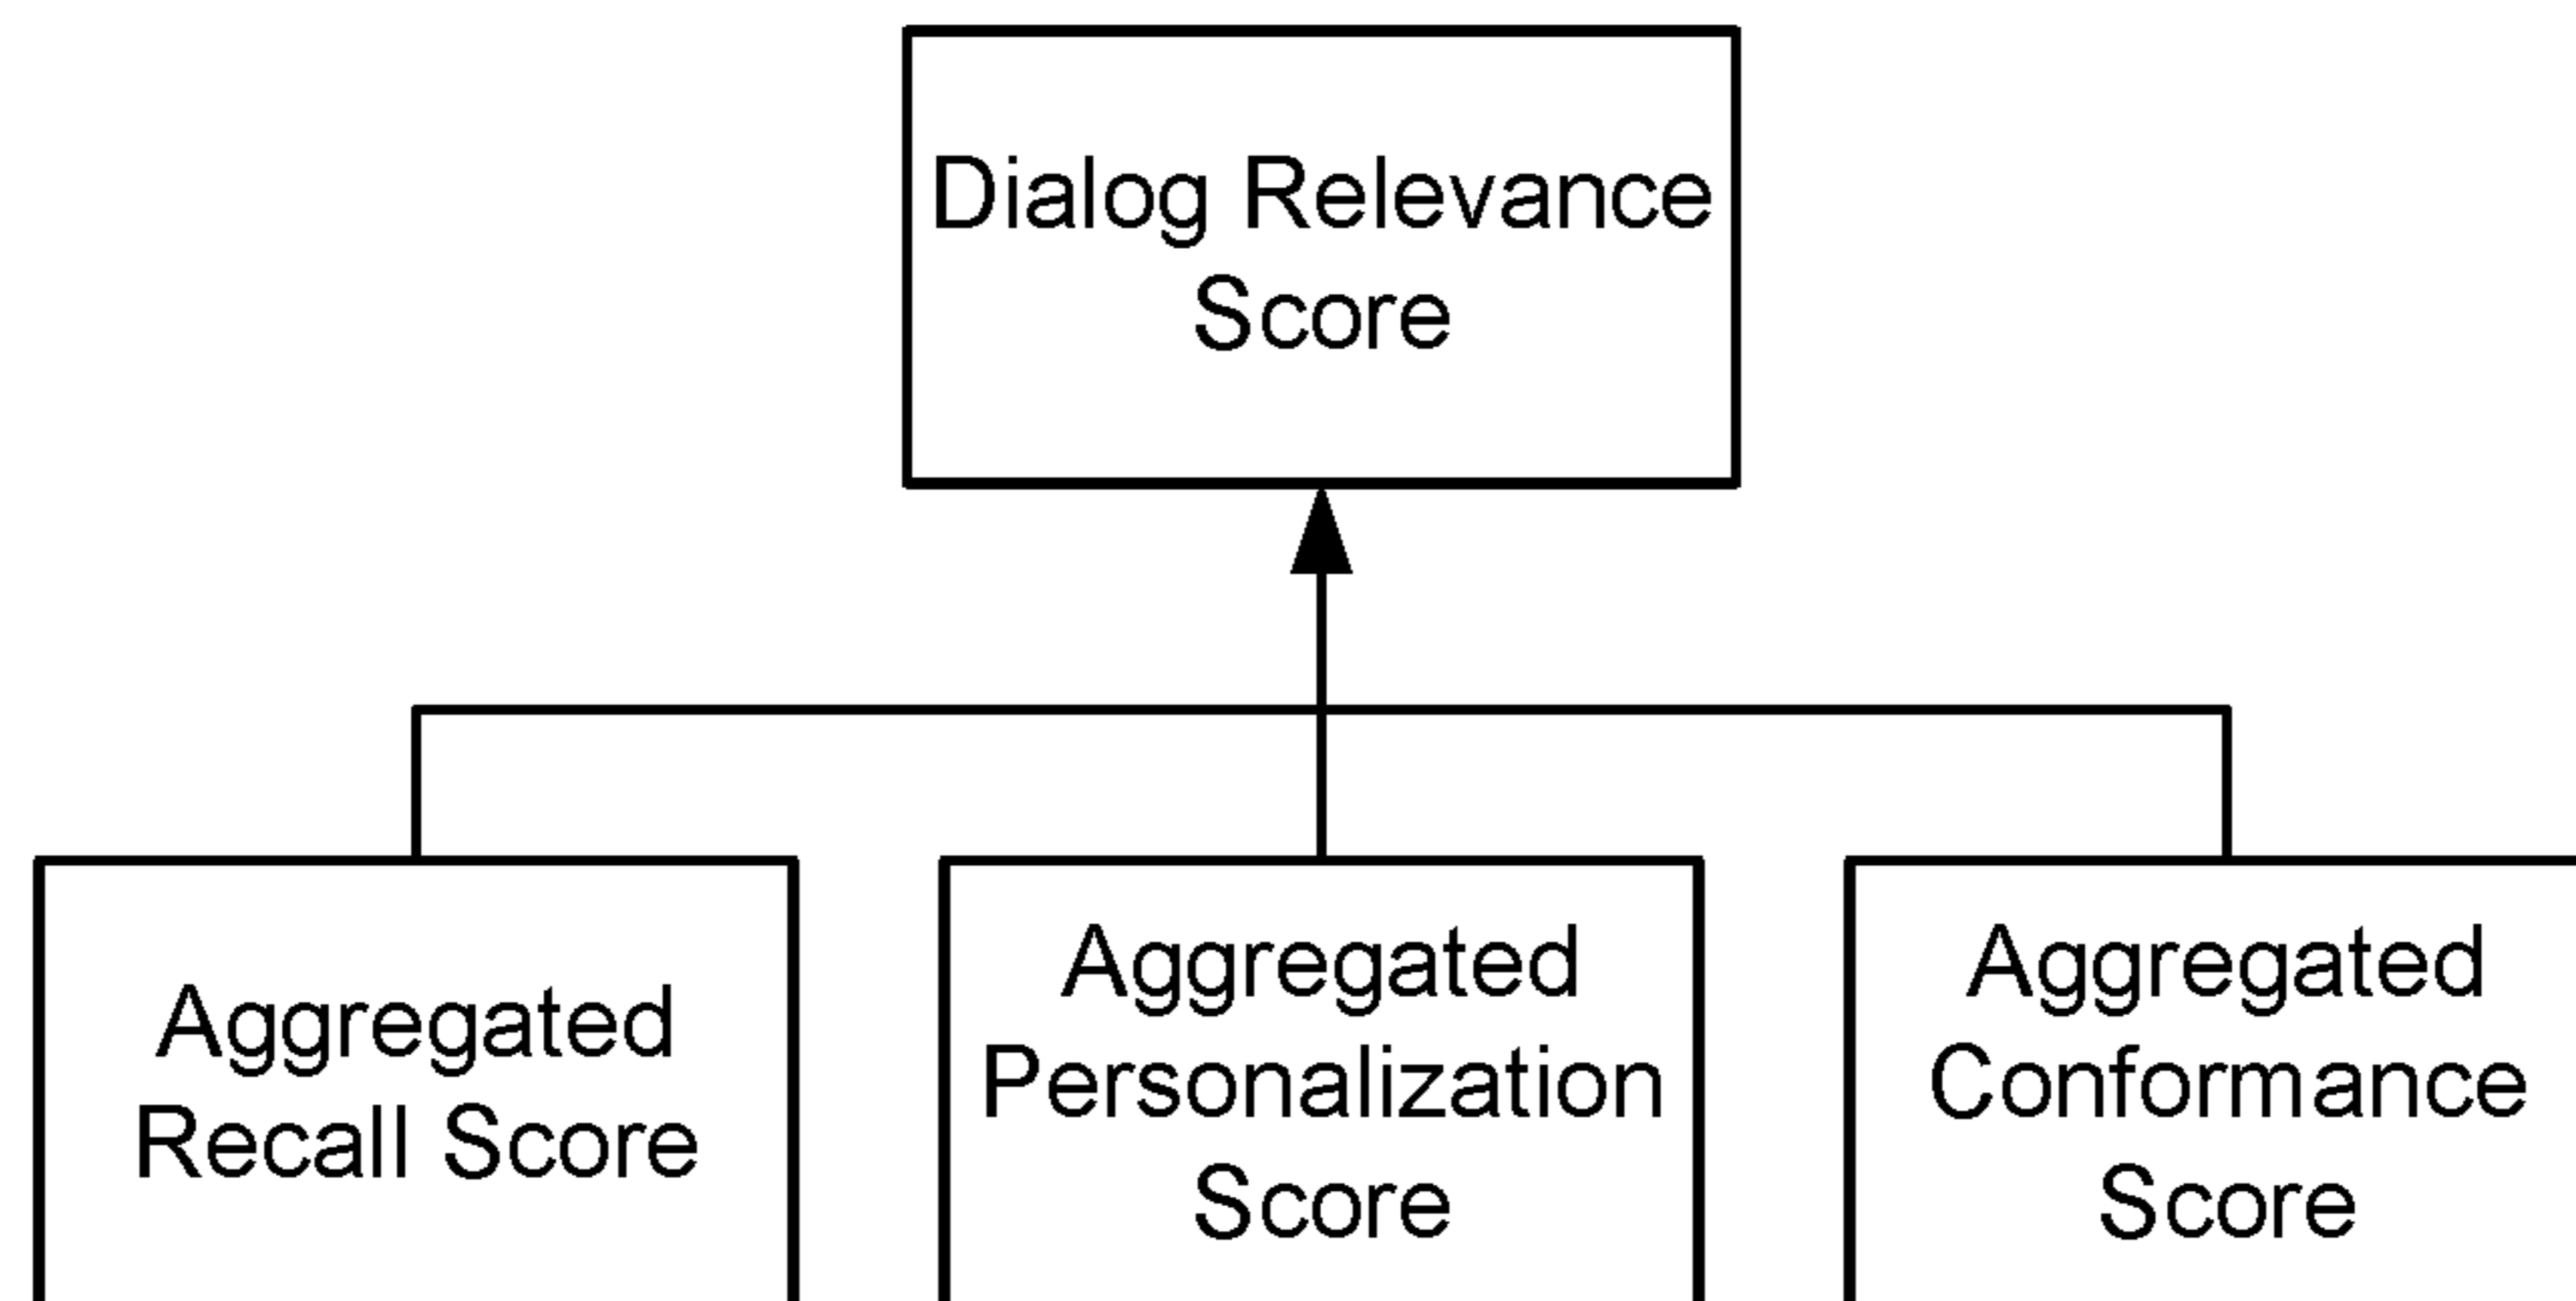 Dialog Relevance
Score
Aggregated
Recall Score
Aggregated
Personalization
Score
Aggregated
Conformance
Score